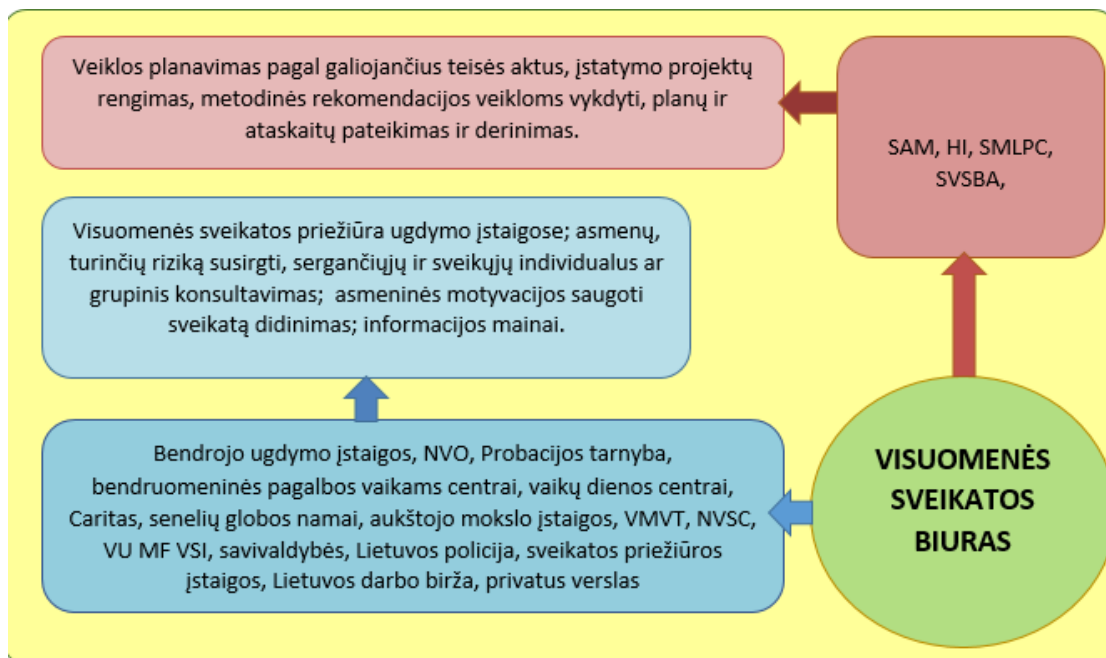 Veiklos planavimas pagal galiojančius teisės aktus, įstatymo projektų
rengimas, metodinės rekomendacijos veikloms vykdyti, planų ir
ataskaitų pateikimas ir derinimas.
SAM, HI, SMLPC,
SVSBA,
Visuomenės sveikatos priežiūra ugdymo įstaigose; asmenų,
turinčių riziką susirgti, sergančiųjų ir sveikųjų individualus ar
grupinis konsultavimas; asmeninės motyvacijos saugoti
sveikatą didinimas; informacijos mainai.
Bendrojo ugdymo įstaigos, NVO, Probacijos tarnyba,
bendruomeninės pagalbos vaikams centrai, vaikų dienos centrai,
Caritas, senelių globos namai, aukštojo mokslo įstaigos, VMVT, NVSC,
VU MF VSI, savivaldybės, Lietuvos policija, sveikatos priežiūros
įstaigos, Lietuvos darbo birža, privatus verslas
VISUOMENĖS
SVEIKATOS
BIURAS